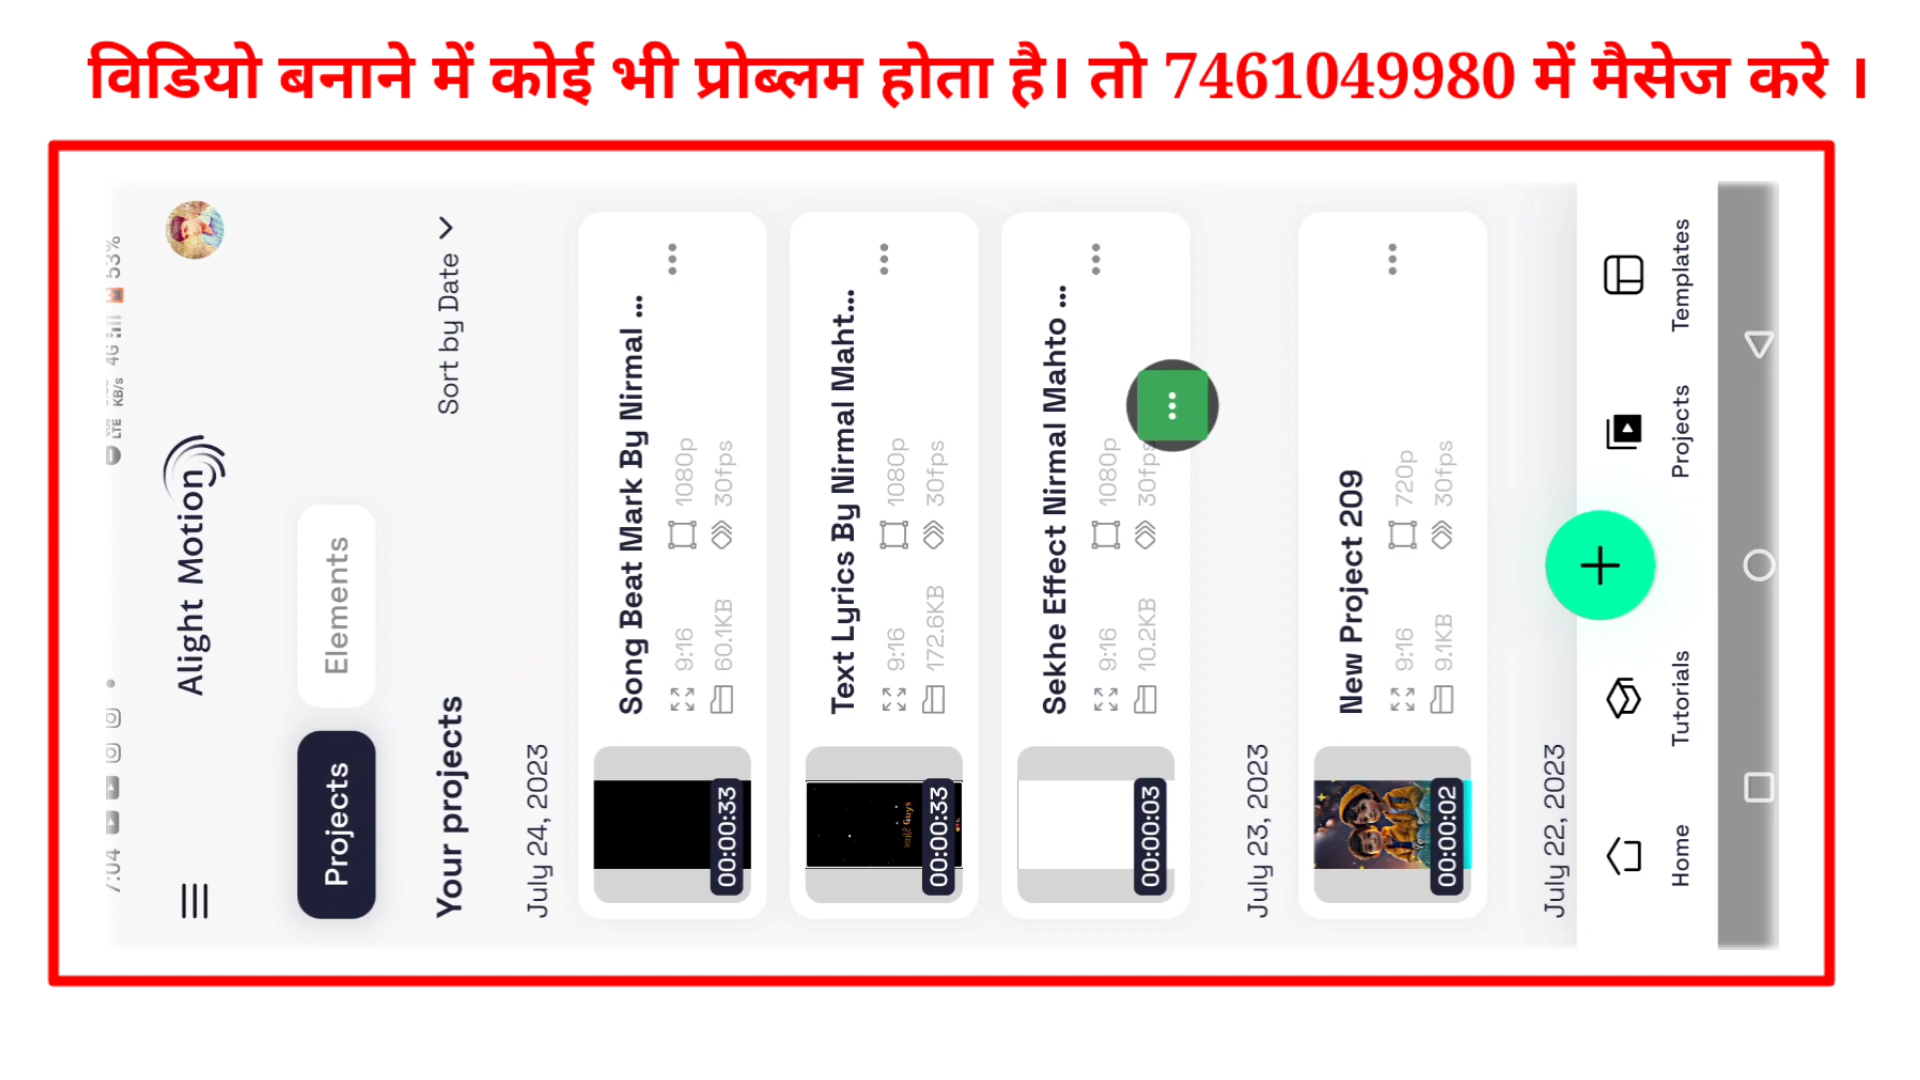 विडियो बनाने में कोई भी प्रोब्लम होता है। तो 7461049980 में मैसेज करे ।
7:04
LTE KB/s 4G 53%
Alight Motion
Projects Elements
Your projects Sort by Date
July 24, 2023
Song Beat Mark By Nirmal ...
9:16 1080p
60.1KB 30fps
00:00:33
Text Lyrics By Nirmal Maht...
9:16 1080p
172.6KB 30fps
Guys
00:00:33
Sekhe Effect Nirmal Mahto ...
9:16 1080p
10.2KB 30fps
00:00:03
July 23, 2023
New Project 209
9:16 720p
9.1KB 30fps
00:00:02
July 22, 2023
Home Tutorials Projects Templates